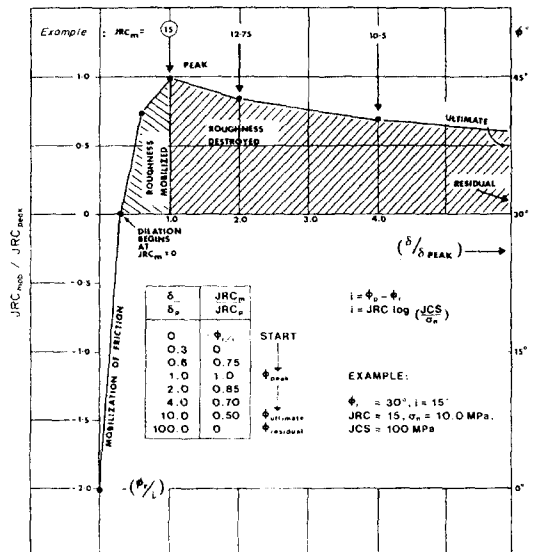 Example : JRCm= 15 12.75 10.5 φ°
PEAK
1.0 45°
ULTIMATE
ROUGHNESS
DESTROYED
ROUGHNESS
MOBILIZED
0.5
RESIDUAL
0 1.0 2.0 3.0 4.0 30°
DILATION
BEGINS
AT
JRCm=0
(δ/δ PEAK)
JRC mob / JRC peak
-0.5
MOBILIZATION OF FRICTION
δ/δp JRCm/JRCp
0 -φr/i START
0.3 0
0.6 0.75
1.0 1.0 φpeak
2.0 0.85
4.0 0.70
10.0 0.50 φultimate
100.0 0 φresidual
i = φp - φr
i = JRC log (JCS/σn)
-1.0 15°
EXAMPLE:
φr = 30°, i = 15°
JRC = 15, σn = 10.0 MPa.
JCS = 100 MPa
-1.5
-2.0 -(φr/i) 0°